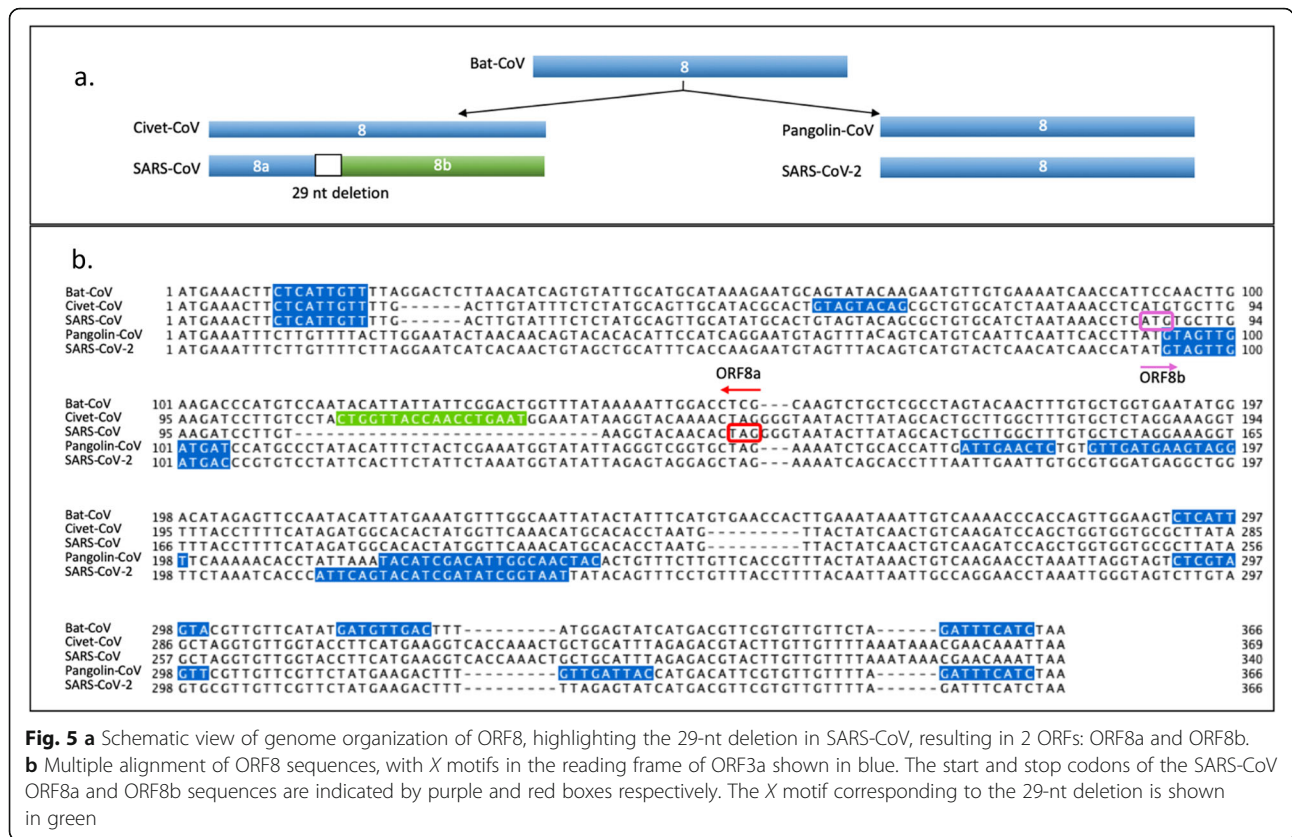 a.
Bat-CoV
8
Civet-CoV 8 Pangolin-CoV 8
SARS-CoV 8a 8b SARS-CoV-2 8
29 nt deletion
b.
Bat-CoV 1 ATGAAACTTCTCATTGTTTTAGGACTCTTAACATCAGTGTATTGCATGCATAAAGAATGCAGTATACAAGAATGTTGTGAAAATCAACCATTCCAACTTG 100
Civet-CoV 1 ATGAAACTTCTCATTGTTTTG------ACTTGTATTTCTCTATGCAGTTGCATACGCACTGTAGTACAGCGCTGTGCATCTAATAAACCTCATGTGCTTG 94
SARS-CoV 1 ATGAAACTTCTCATTGTTTTG------ACTTGTATTTCTCTATGCAGTTGCATATGCACTGTAGTACAGCGCTGTGCATCTAATAAACCTCATGTGCTTG 94
Pangolin-CoV 1 ATGAAATTTCTTGTTTTACTTGGAATACTAACAACAGTACACACATTCCATCAGGAATGTAGTTTACAGTCATGTCAATTCAATTCACCTTATGTAGTTG 100
SARS-CoV-2 1 ATGAAATTTCTTGTTTTCTTAGGAATCATCACAACTGTAGCTGCATTTCACCAAGAATGTAGTTTACAGTCATGTACTCAACATCAACCATATGTAGTTG 100
ORF8a ORF8b
Bat-CoV 101 AAGACCCATGTCCAATACATTATTATTCGGACTGGTTTATAAAAATTGGACCTCG---CAAGTCTGCTCGCCTAGTACAACTTTGTGCTGGTGAATATGG 197
Civet-CoV 95 AAGATCCTTGTCCTACTGGTTACCAACCTGAATGGAATATAAGGTACAAAACTAGGGGTAATACTTATAGCACTGCTTGGCTTTGTGCTCTAGGAAAGGT 194
SARS-CoV 95 AAGATCCTTGT-----------------------------AAGGTACAACACTAGGGGTAATACTTATAGCACTGCTTGGCTTTGTGCTCTAGGAAAGGT 165
Pangolin-CoV 101 ATGATCCATGCCCTATACATTTCTACTCGAAATGGTATATTAGGGTCGGTGCTAG---AAAATCTGCACCATTGATTGAACTCTGTGTTGATGAAGTAGG 197
SARS-CoV-2 101 ATGACCCGTGTCCTATTCACTTCTATTCTAAATGGTATATTAGAGTAGGAGCTAG---AAAATCAGCACCTTTAATTGAATTGTGCGTGGATGAGGCTGG 197
Bat-CoV 198 ACATAGAGTTCCAATACATTATGAAATGTTTGGCAATTATACTATTTCATGTGAACCACTTGAAATAAATTGTCAAAACCCACCAGTTGGAAGTCTCATT 297
Civet-CoV 195 TTTACCTTTTCATAGATGGCACACTATGGTTCAAACATGCACACCTAATG---------TTACTATCAACTGTCAAGATCCAGCTGGTGGTGCGCTTATA 285
SARS-CoV 166 TTTACCTTTTCATAGATGGCACACTATGGTTCAAACATGCACACCTAATG---------TTACTATCAACTGTCAAGATCCAGCTGGTGGTGCGCTTATA 256
Pangolin-CoV 198 TTCAAAAACACCTATTAAATACATCGACATTGGCAACTACACTGTTTCTTGTTCACCGTTTACTATAAACTGTCAAGAACCTAAATTAGGTAGTCTCGTA 297
SARS-CoV-2 198 TTCTAAATCACCCATTCAGTACATCGATATCGGTAATTATACAGTTTCCTGTTTACCTTTTACAATTAATTGCCAGGAACCTAAATTGGGTAGTCTTGTA 297
Bat-CoV 298 GTACGTTGTTCATATGATGTTGACTTT---------ATGGAGTATCATGACGTTCGTGTTGTTCTA------GATTTCATCTAA 366
Civet-CoV 286 GCTAGGTGTTGGTACCTTCATGAAGGTCACCAAACTGCTGCATTTAGAGACGTACTTGTTGTTTTAAATAAACGAACAAATTAA 369
SARS-CoV 257 GCTAGGTGTTGGTACCTTCATGAAGGTCACCAAACTGCTGCATTTAGAGACGTACTTGTTGTTTTAAATAAACGAACAAATTAA 340
Pangolin-CoV 298 GTTCGTTGTTCGTTCTATGAAGACTTT---------GTTGATTACCATGACATTCGTGTTGTTTTA------GATTTCATCTAA 366
SARS-CoV-2 298 GTGCGTTGTTCGTTCTATGAAGACTTT---------TTAGAGTATCATGACGTTCGTGTTGTTTTA------GATTTCATCTAA 366
Fig. 5 a Schematic view of genome organization of ORF8, highlighting the 29-nt deletion in SARS-CoV, resulting in 2 ORFs: ORF8a and ORF8b.
b Multiple alignment of ORF8 sequences, with X motifs in the reading frame of ORF3a shown in blue. The start and stop codons of the SARS-CoV
ORF8a and ORF8b sequences are indicated by purple and red boxes respectively. The X motif corresponding to the 29-nt deletion is shown
in green